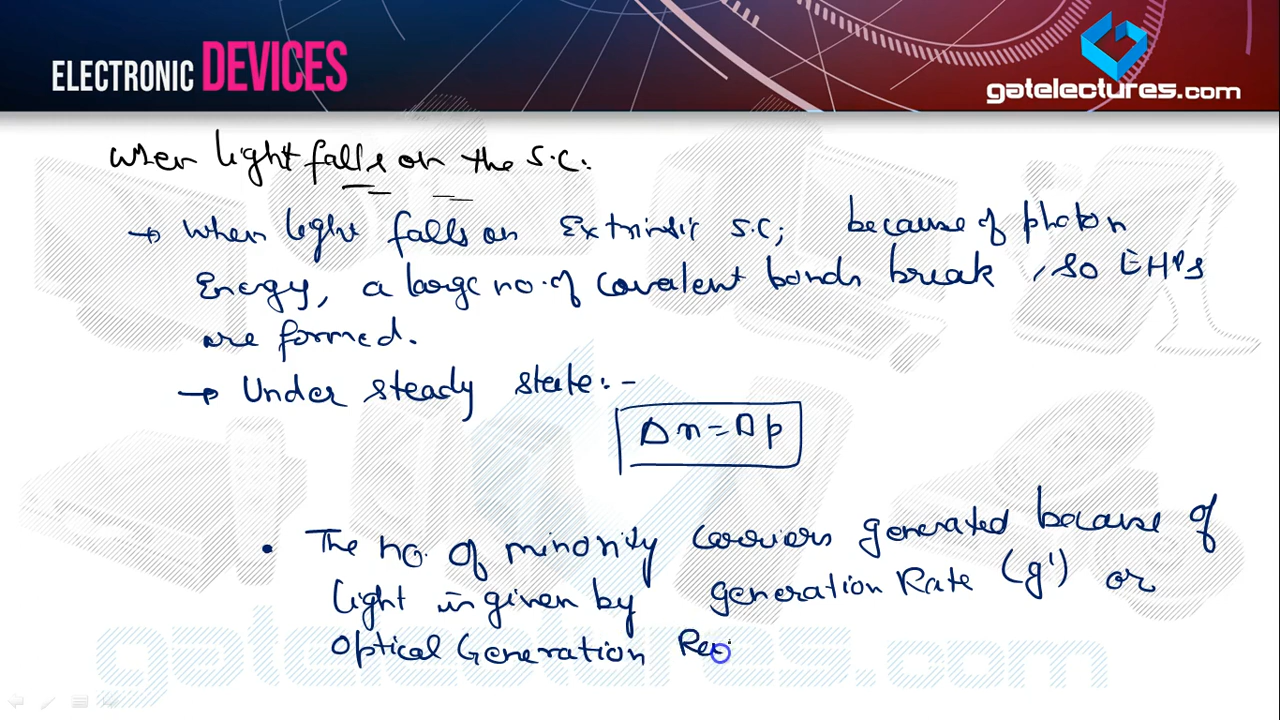 ELECTRONIC DEVICES
gatelectures.com
When light falls on the S.C.
→ When light falls on Extrinsic S.C; because of photon
Energy, a large no. of covalent bonds break, so EHPs
are formed.
→ Under steady state:-
Δn = Δp
• The no. of minority carriers generated because of
light is given by generation Rate (g') or
Optical Generation
gatelectures.com